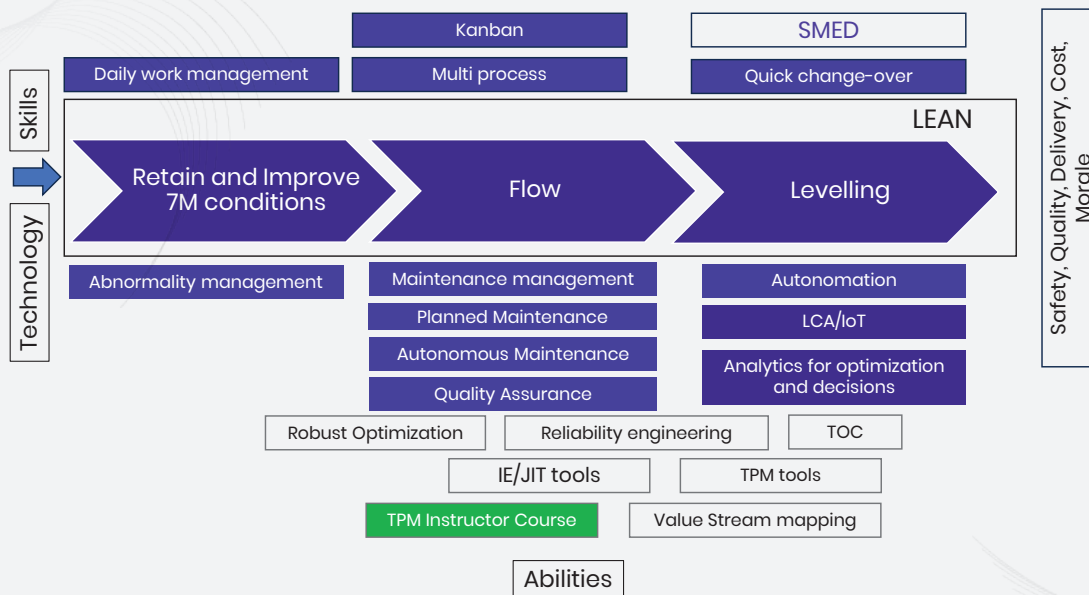 Kanban
SMED
Daily work management
Multi process
Quick change-over
Skills
Technology
LEAN
Retain and Improve
7M conditions
Flow
Levelling
Safety, Quality, Delivery, Cost,
Morale
Abnormality management
Maintenance management
Autonomation
Planned Maintenance
LCA/IoT
Autonomous Maintenance
Analytics for optimization
and decisions
Quality Assurance
Robust Optimization
Reliability engineering
TOC
IE/JIT tools
TPM tools
TPM Instructor Course
Value Stream mapping
Abilities